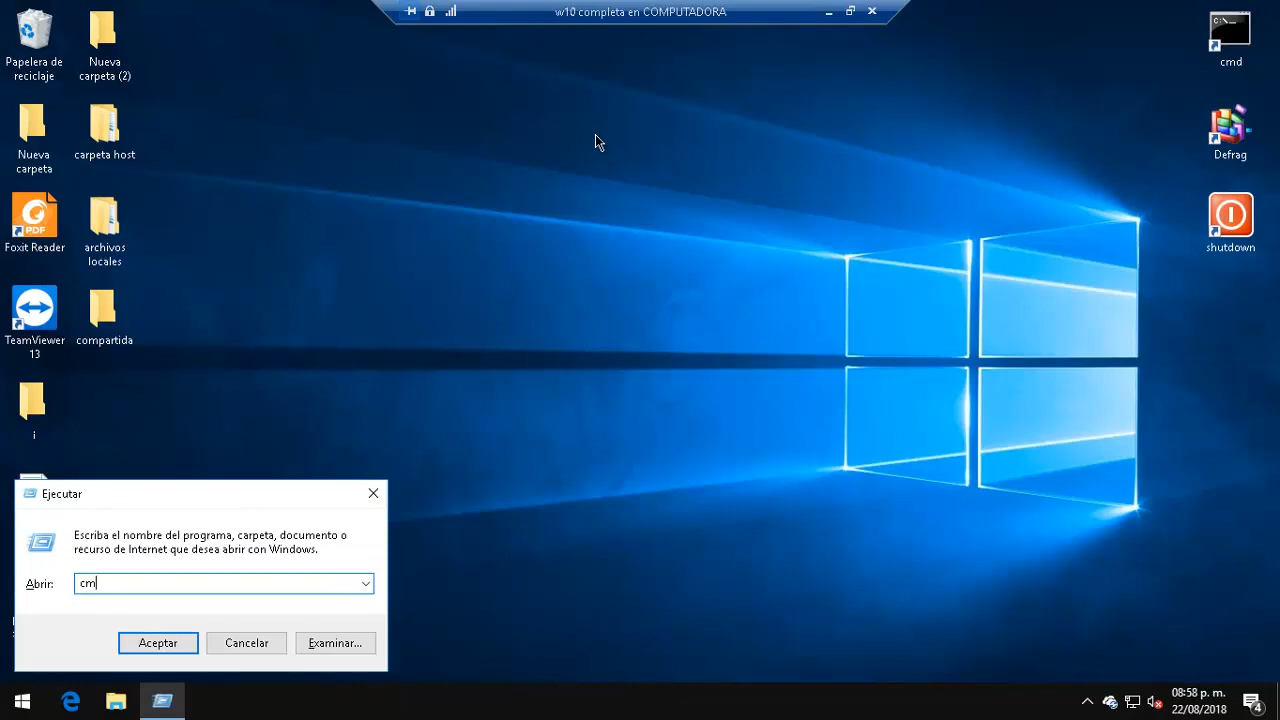 w10 completa en COMPUTADORA
Papelera de
reciclaje
Nueva
carpeta (2)
cmd
Nueva
carpeta
carpeta host
Defrag
PDF
Foxit Reader
archivos
locales
shutdown
TeamViewer
13
compartida
i
Ejecutar
Escriba el nombre del programa, carpeta, documento o
recurso de Internet que desea abrir con Windows.
Abrir:
cm
Aceptar
Cancelar
Examinar...
08:58 p. m.
22/08/2018
4